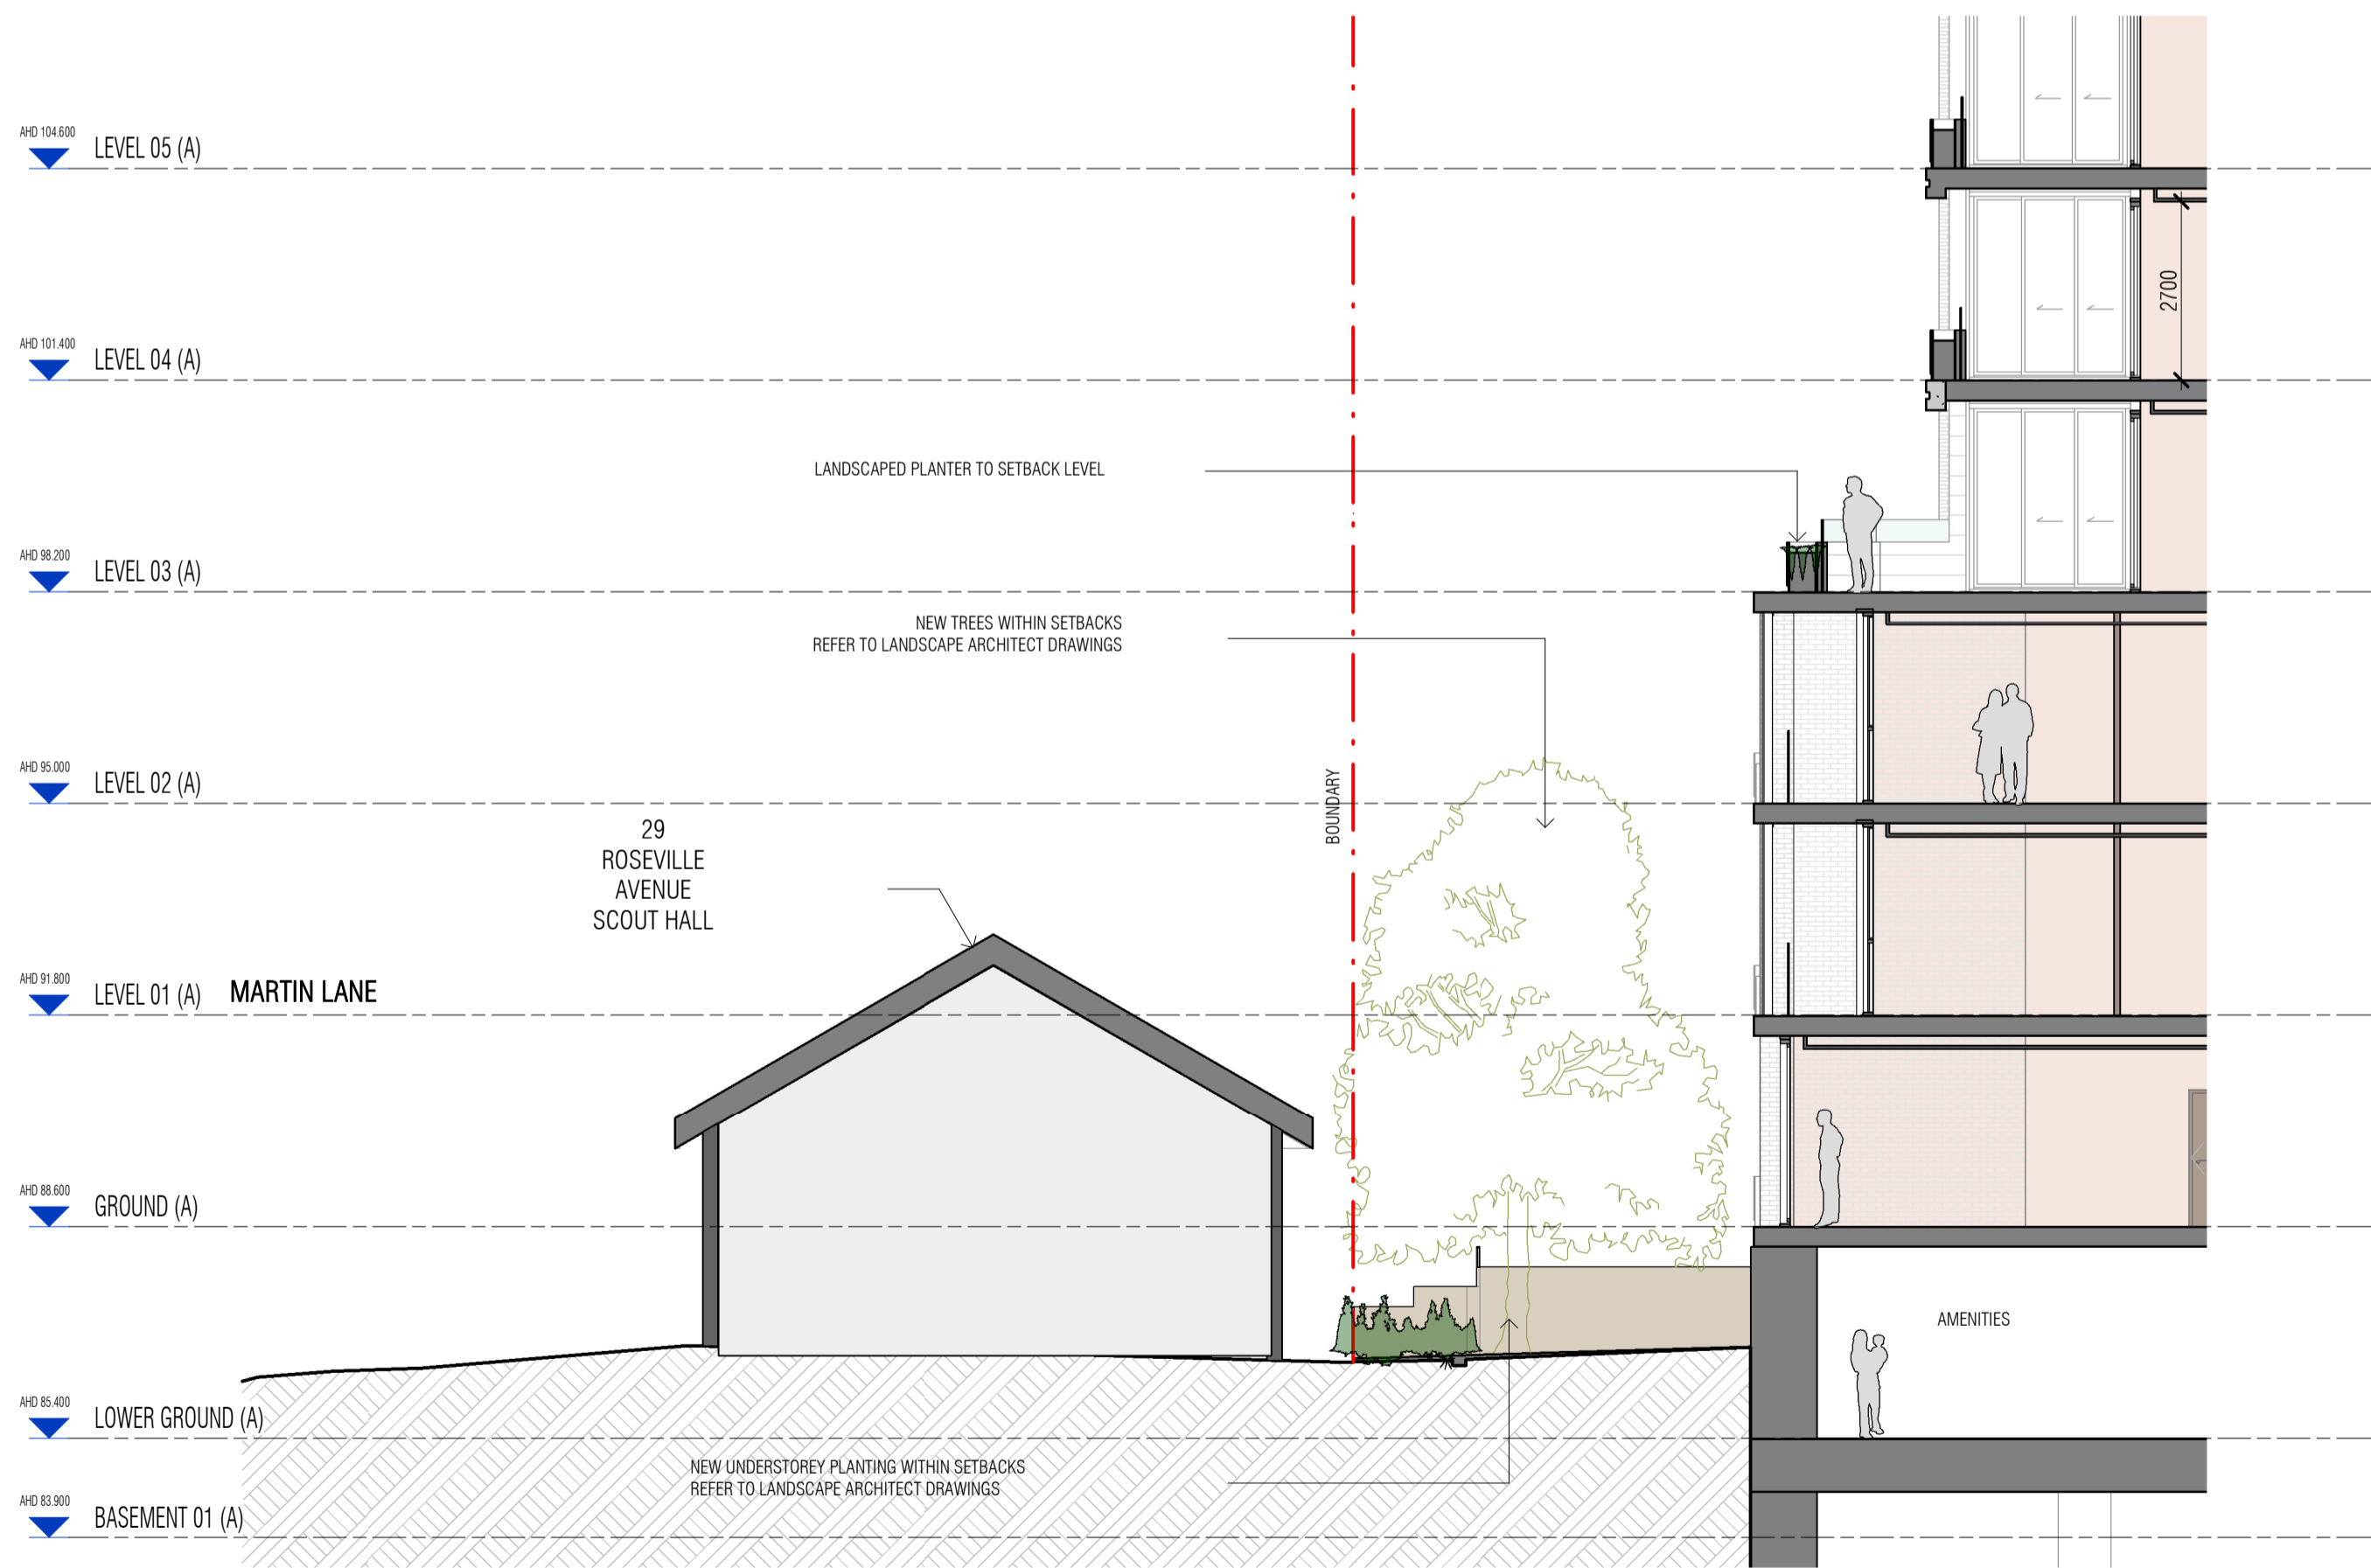 AHD 104.600
LEVEL 05 (A)
AHD 101.400
LEVEL 04 (A)
2700
LANDSCAPED PLANTER TO SETBACK LEVEL
AHD 98.200
LEVEL 03 (A)
NEW TREES WITHIN SETBACKS
REFER TO LANDSCAPE ARCHITECT DRAWINGS
AHD 95.000
LEVEL 02 (A)
BOUNDARY
29
ROSEVILLE
AVENUE
SCOUT HALL
AHD 91.800
LEVEL 01 (A)
MARTIN LANE
AHD 88.600
GROUND (A)
AMENITIES
AHD 85.400
LOWER GROUND (A)
NEW UNDERSTOREY PLANTING WITHIN SETBACKS
REFER TO LANDSCAPE ARCHITECT DRAWINGS
AHD 83.900
BASEMENT 01 (A)